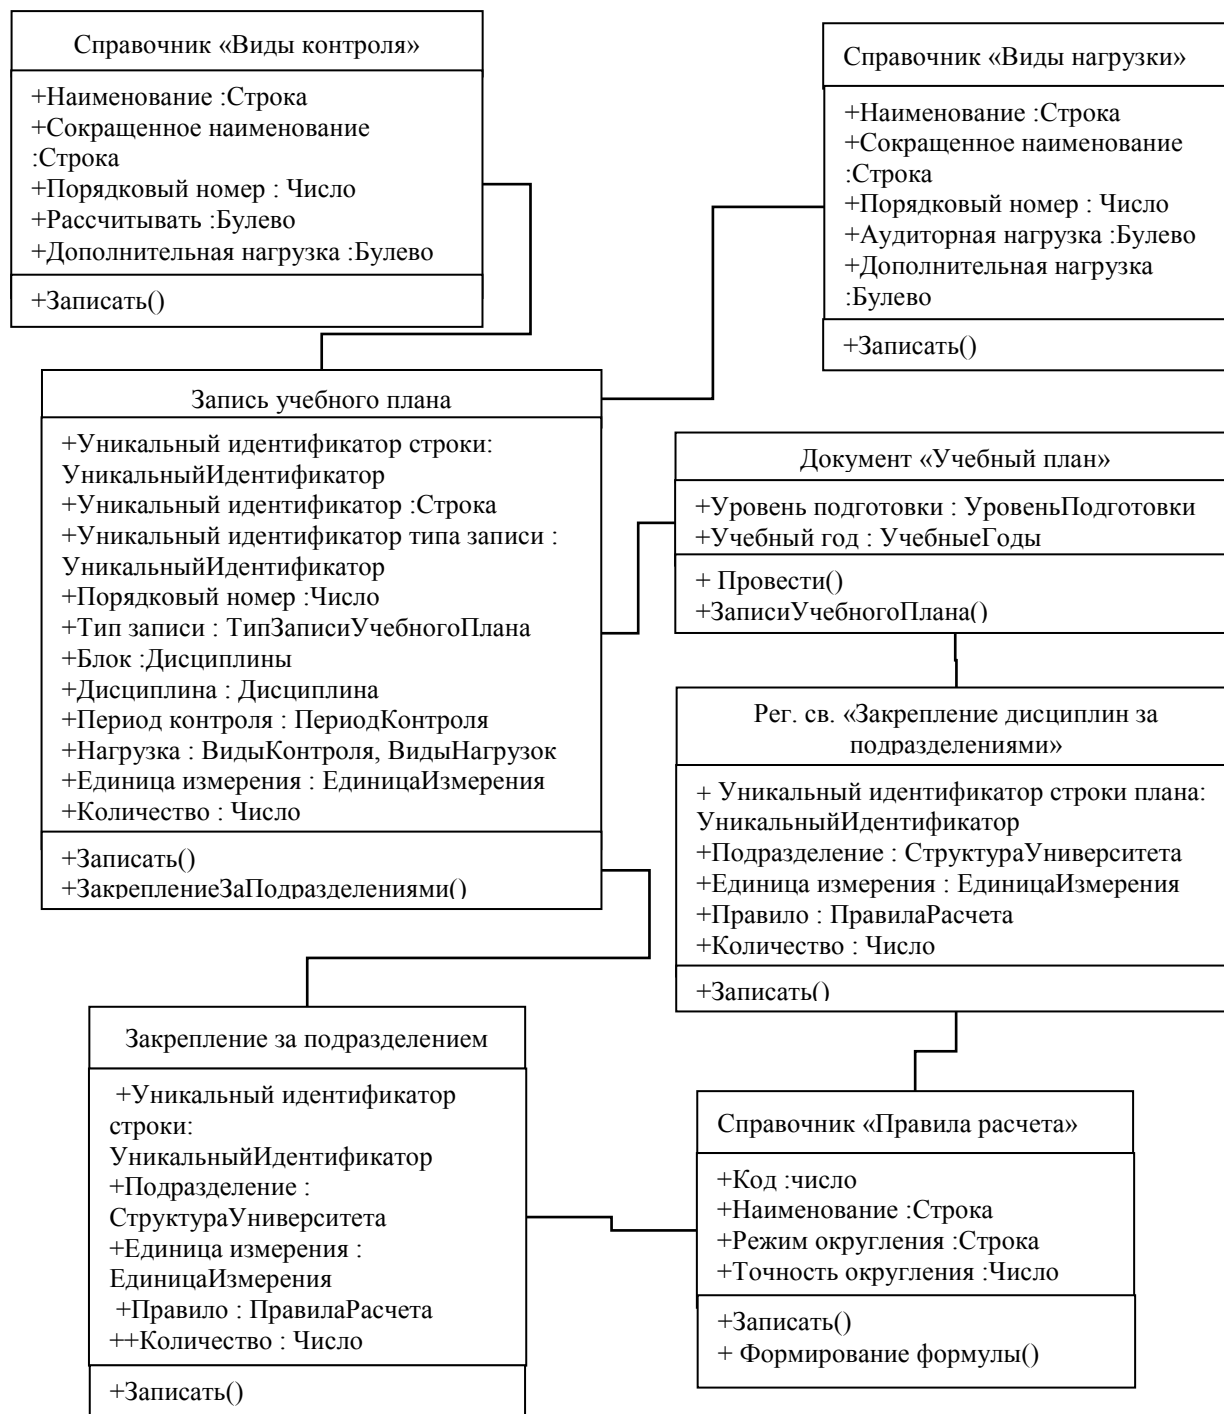 Справочник «Виды контроля»
+Наименование :Строка
+Сокращенное наименование
:Строка
+Порядковый номер : Число
+Рассчитывать :Булево
+Дополнительная нагрузка :Булево
+Записать()
Справочник «Виды нагрузки»
+Наименование :Строка
+Сокращенное наименование
:Строка
+Порядковый номер : Число
+Аудиторная нагрузка :Булево
+Дополнительная нагрузка
:Булево
+Записать()
Запись учебного плана
+Уникальный идентификатор строки:
УникальныйИдентификатор
+Уникальный идентификатор :Строка
+Уникальный идентификатор типа записи :
УникальныйИдентификатор
+Порядковый номер :Число
+Тип записи : ТипЗаписиУчебногоПлана
+Блок :Дисциплины
+Дисциплина : Дисциплина
+Период контроля : ПериодКонтроля
+Нагрузка : ВидыКонтроля, ВидыНагрузок
+Единица измерения : ЕдиницаИзмерения
+Количество : Число
+Записать()
+ЗакреплениеЗаПодразделениями()
Документ «Учебный план»
+Уровень подготовки : УровеньПодготовки
+Учебный год : УчебныеГоды
+ Провести()
+ЗаписиУчебногоПлана()
Рег. св. «Закрепление дисциплин за
подразделениями»
+ Уникальный идентификатор строки плана:
УникальныйИдентификатор
+Подразделение : СтруктураУниверситета
+Единица измерения : ЕдиницаИзмерения
+Правило : ПравилаРасчета
+Количество : Число
+Записать()
Закрепление за подразделением
+Уникальный идентификатор
строки:
УникальныйИдентификатор
+Подразделение :
СтруктураУниверситета
+Единица измерения :
ЕдиницаИзмерения
+Правило : ПравилаРасчета
++Количество : Число
+Записать()
Справочник «Правила расчета»
+Код :число
+Наименование :Строка
+Режим округления :Строка
+Точность округления :Число
+Записать()
+ Формирование формулы()